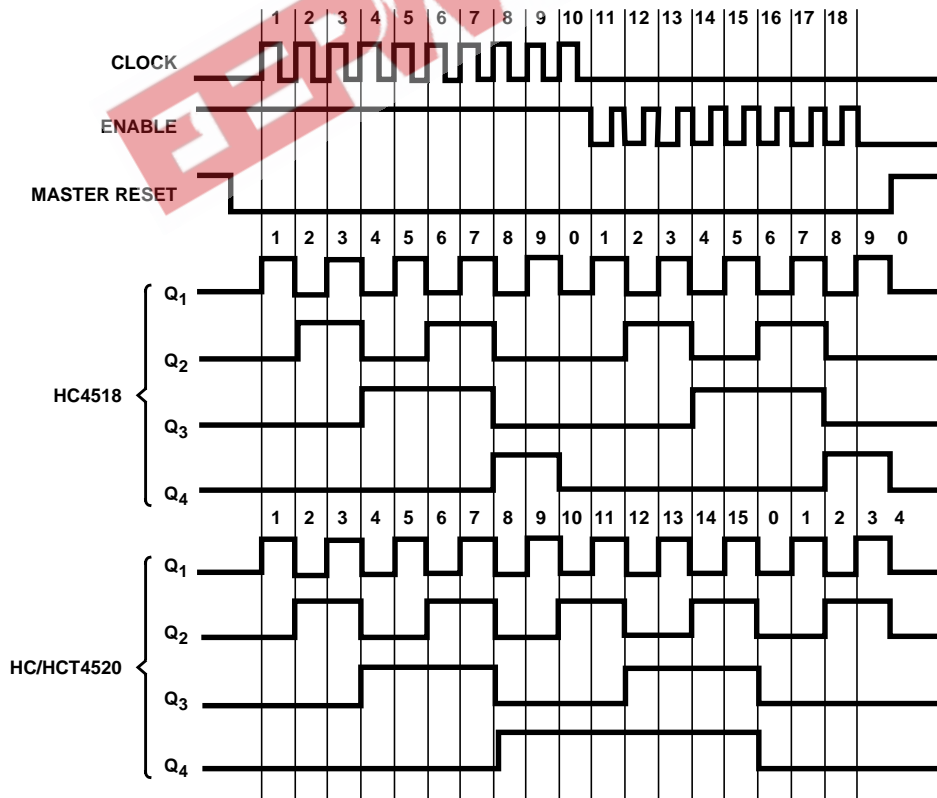 1 2 3 4 5 6 7 8 9 10 11 12 13 14 15 16 17 18
CLOCK
ENABLE
MASTER RESET
1 2 3 4 5 6 7 8 9 0 1 2 3 4 5 6 7 8 9 0
Q1
Q2
HC4518
Q3
Q4
1 2 3 4 5 6 7 8 9 10 11 12 13 14 15 0 1 2 3 4
Q1
Q2
HC/HCT4520
Q3
Q4